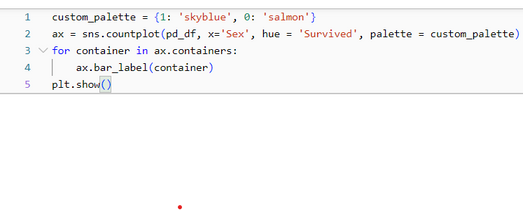 1 custom_palette = {1: 'skyblue', 0: 'salmon'}
2 ax = sns.countplot(pd_df, x='Sex', hue = 'Survived', palette = custom_palette)
3 for container in ax.containers:
4     ax.bar_label(container)
5 plt.show()